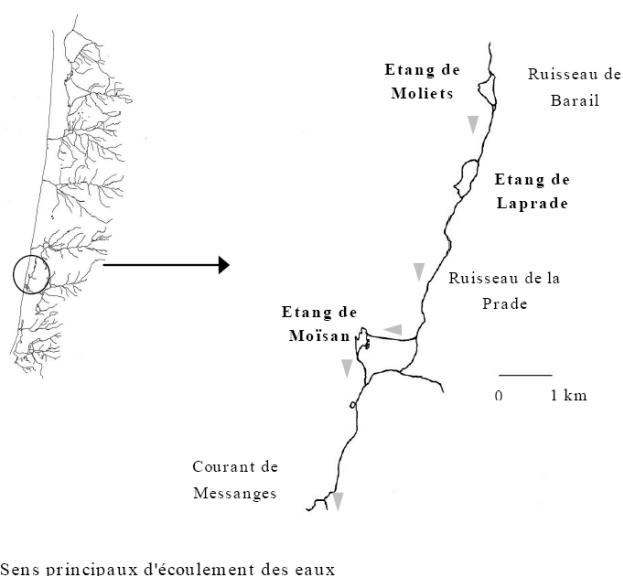 Etang de
Moliets
Ruisseau de
Barail
Etang de
Laprade
Ruisseau de la
Prade
Etang de
Moïsan
0 1 km
Courant de
Messanges
Sens principaux d'écoulement des eaux